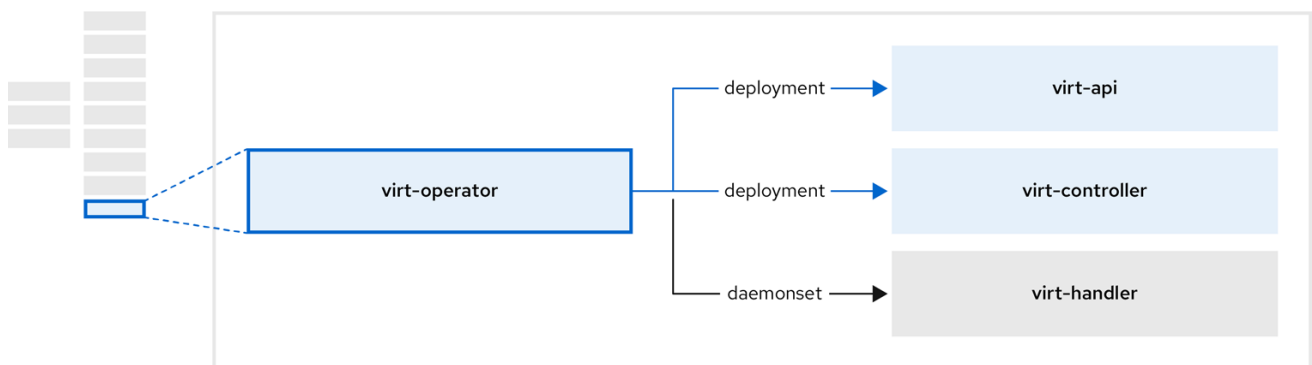 deployment
virt-api
virt-operator
deployment
virt-controller
daemonset
virt-handler